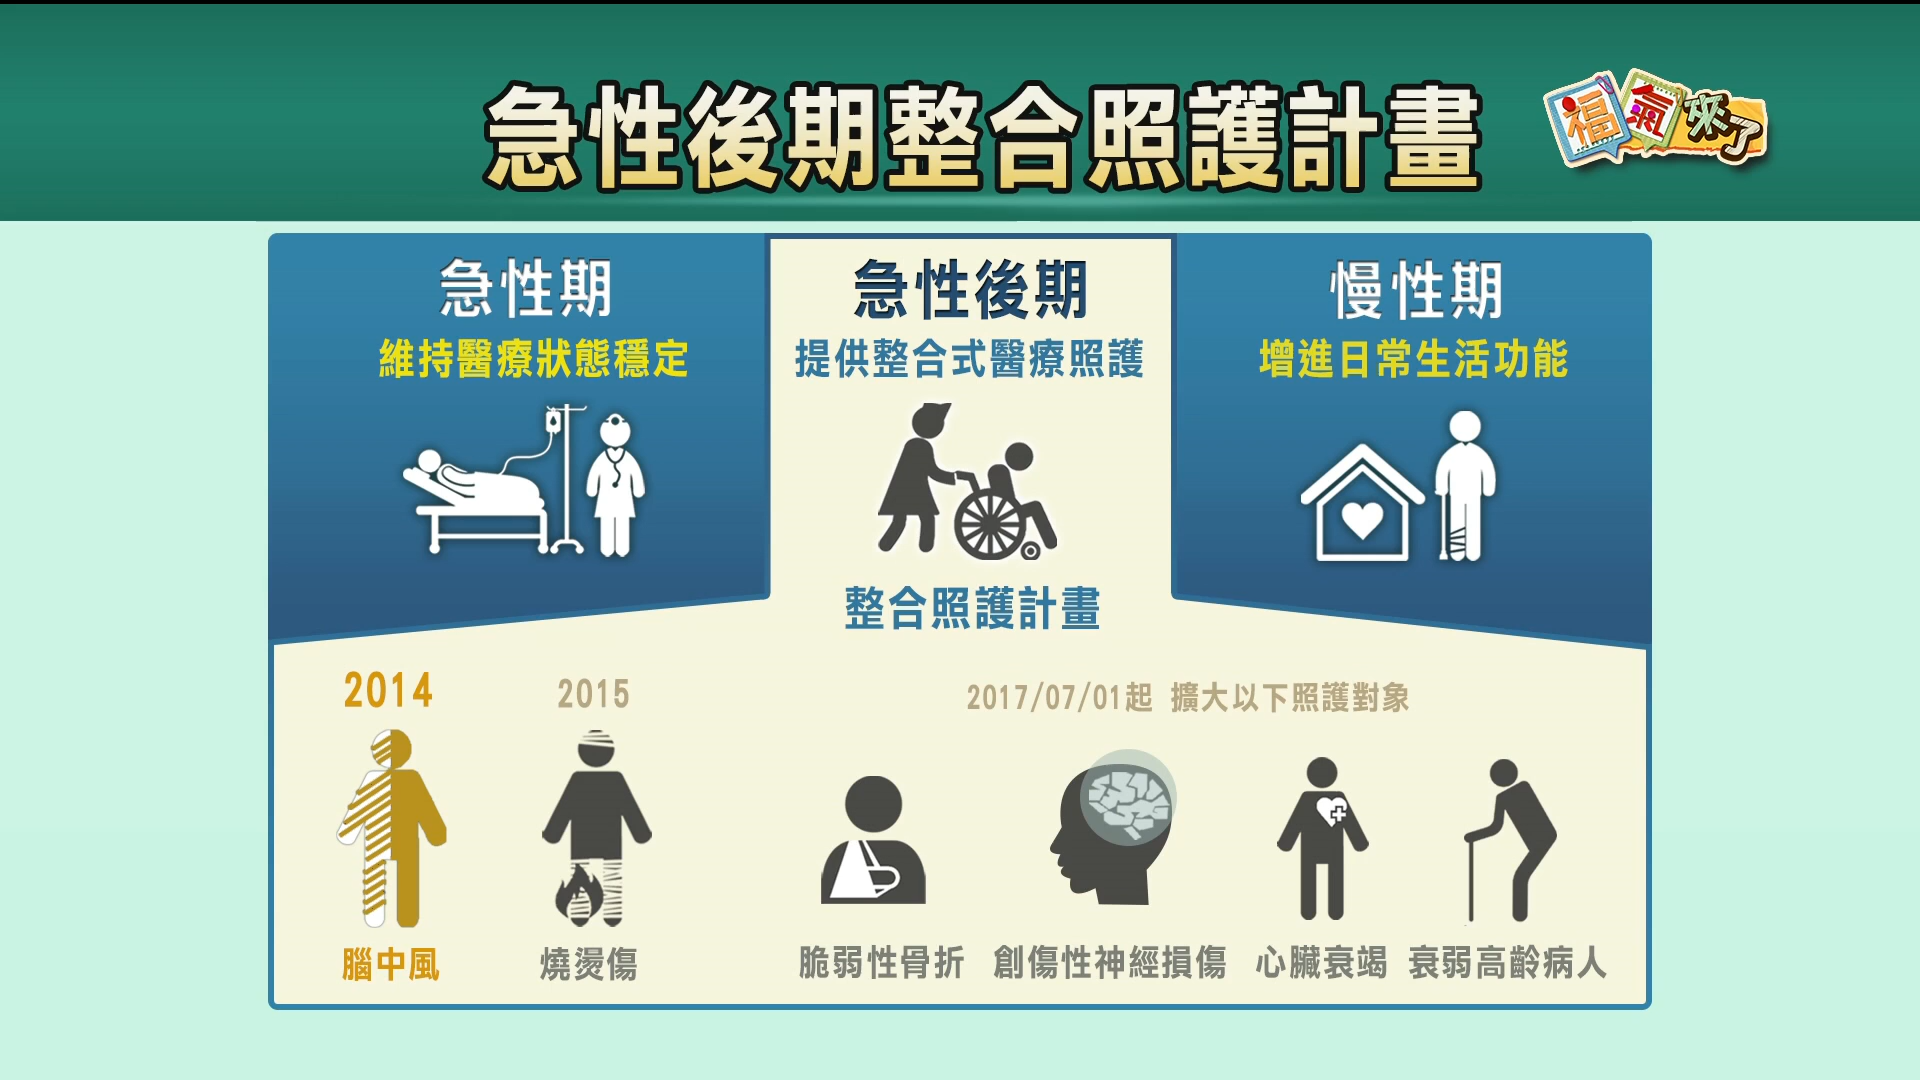 急性後期整合照護計畫
福氣來了
急性期
維持醫療狀態穩定
急性後期
提供整合式醫療照護
整合照護計畫
慢性期
增進日常生活功能
2014
腦中風
2015
燒燙傷
2017/07/01起 擴大以下照護對象
脆弱性骨折
創傷性神經損傷
心臟衰竭
衰弱高齡病人